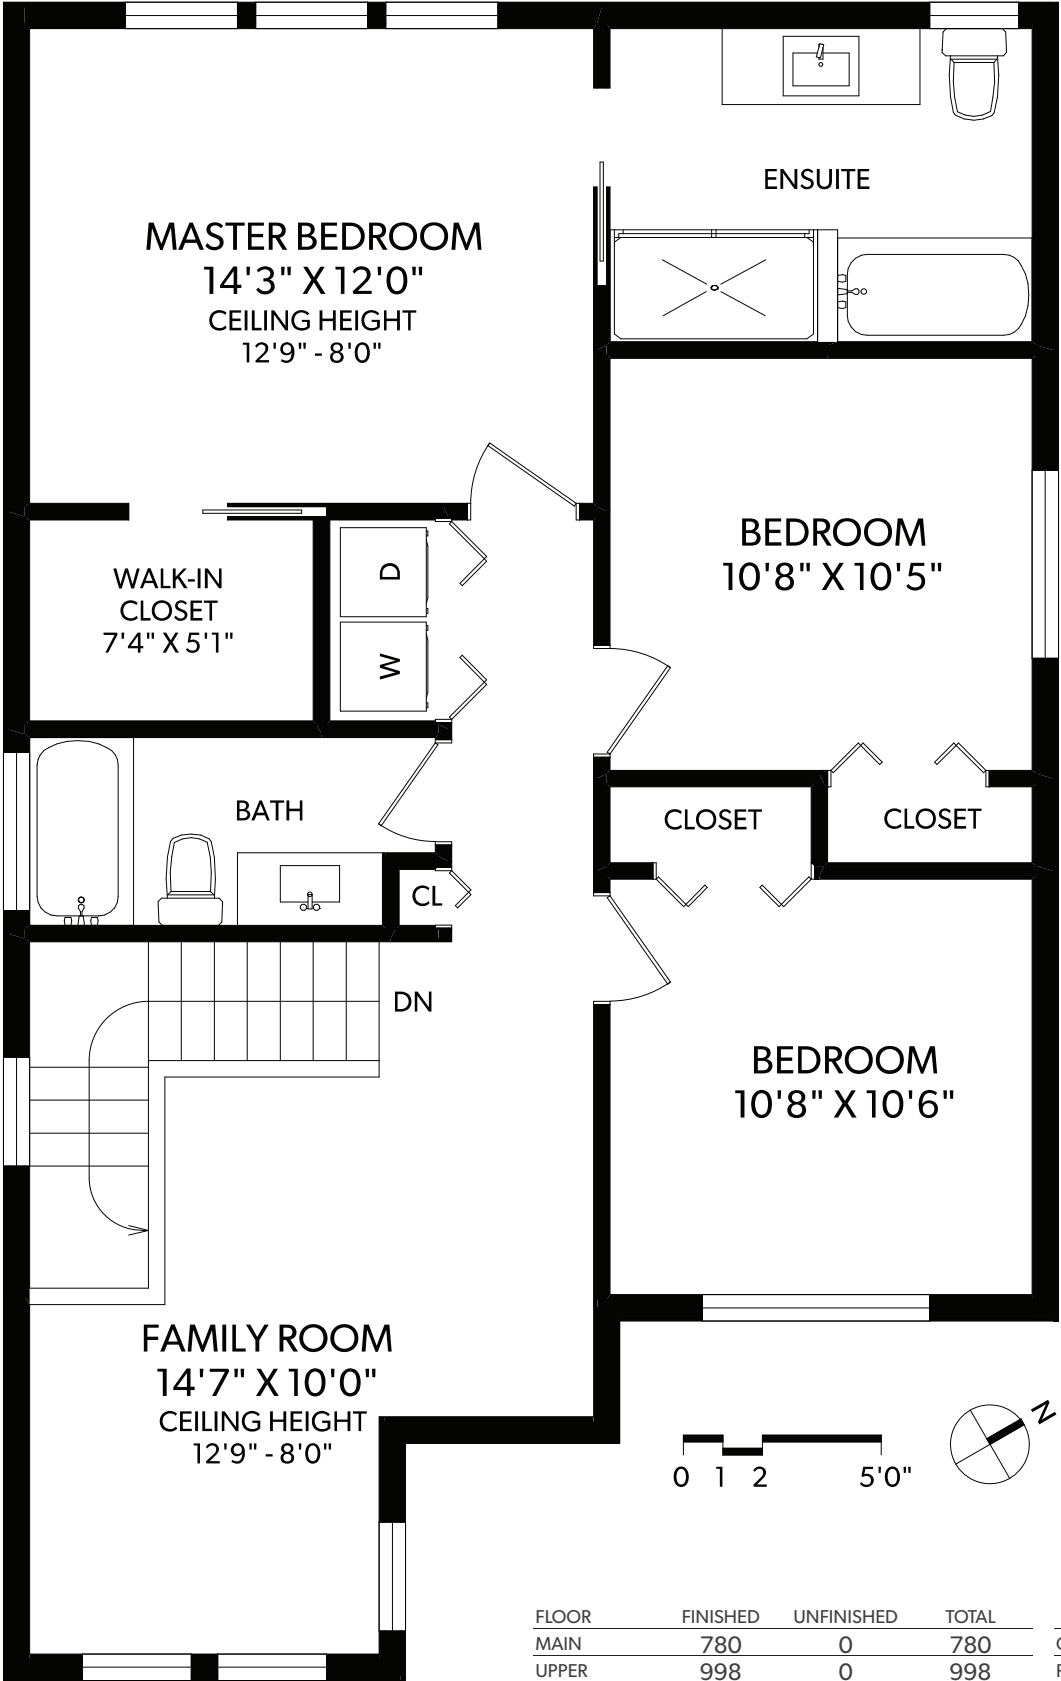 ENSUITE
MASTER BEDROOM
14'3" X 12'0"
CEILING HEIGHT
12'9" - 8'0"
BEDROOM
10'8" X 10'5"
WALK-IN
CLOSET
7'4" X 5'1"
D
W
BATH
CLOSET
CLOSET
CL
DN
BEDROOM
10'8" X 10'6"
FAMILY ROOM
14'7" X 10'0"
CEILING HEIGHT
12'9" - 8'0"
N
0 1 2 5'0"
FLOOR FINISHED UNFINISHED TOTAL
MAIN 780 0 780
UPPER 998 0 998